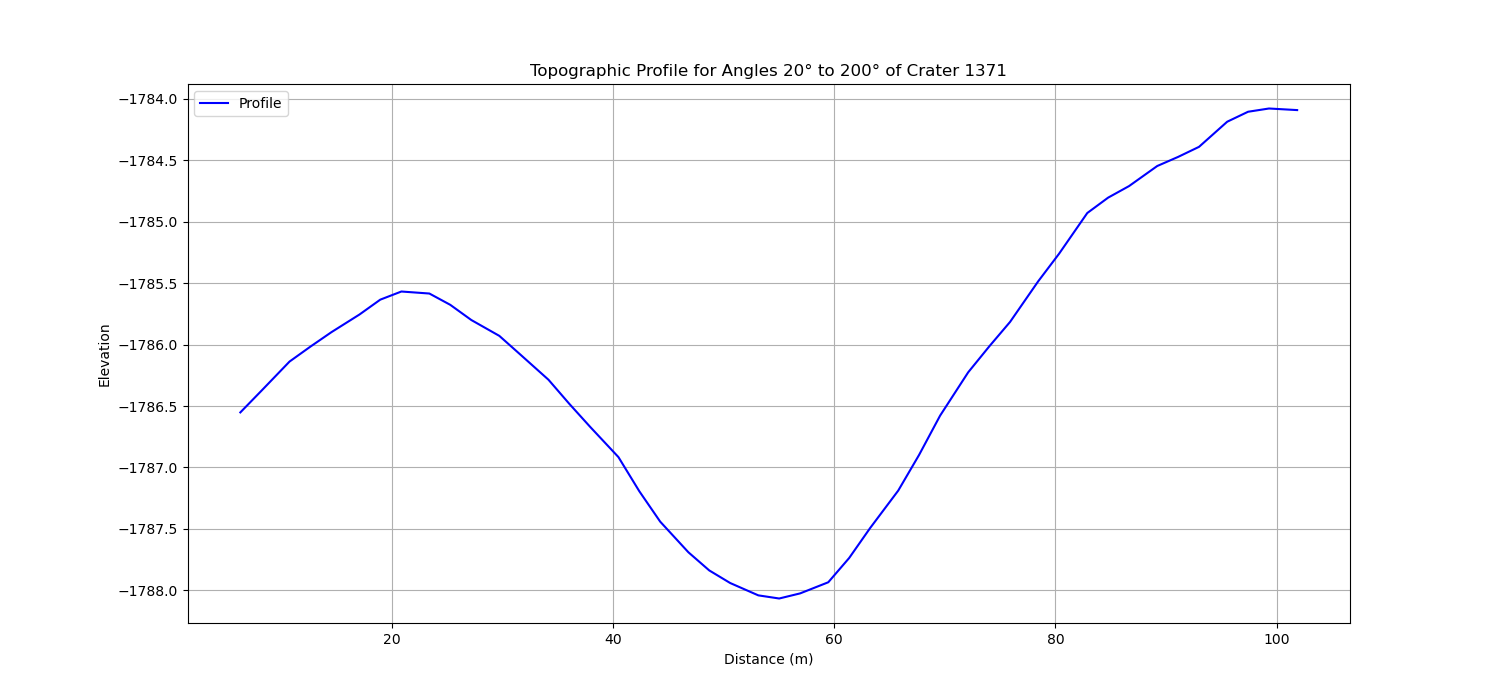 Topographic Profile for Angles 20° to 200° of Crater 1371
Profile
−1784.0
−1784.5
−1785.0
−1785.5
−1786.0
−1786.5
−1787.0
−1787.5
−1788.0
Elevation
20 40 60 80 100
Distance (m)